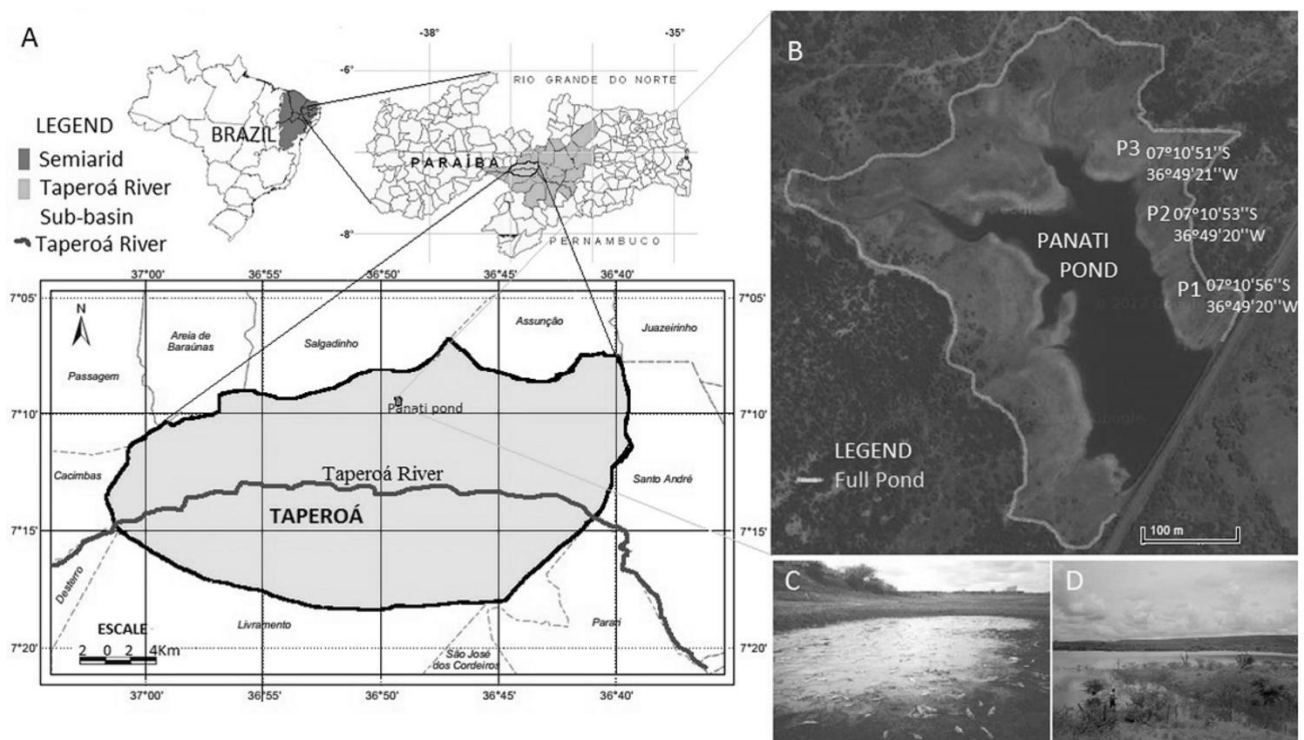 A
-38°
-35°
-6°
RIO GRANDE DO NORTE
LEGEND
BRAZIL
Semiarid
Taperoá River
Sub-basin
Taperoá River
PARAÍBA
-8°
PERNAMBUCO
37°00'
36°55'
36°50'
36°45'
36°40'
7°05'
7°05'
N
Areia de
Baraúnas
Salgadinho
Assunção
Juazeirinho
Passagem
7°10'
7°10'
Panati pond
Cacimbas
Taperoá River
Santo André
TAPEROÁ
7°15'
7°15'
Desterro
Livramento
Parari
ESCALE
2 0 2 4Km
São José
dos Cordeiros
7°20'
7°20'
37°00'
36°55'
36°50'
36°45'
36°40'
B
P3 07°10'51''S
36°49'21''W
P2 07°10'53''S
36°49'20''W
PANATI
POND
P1 07°10'56''S
36°49'20''W
LEGEND
Full Pond
100 m
C
D